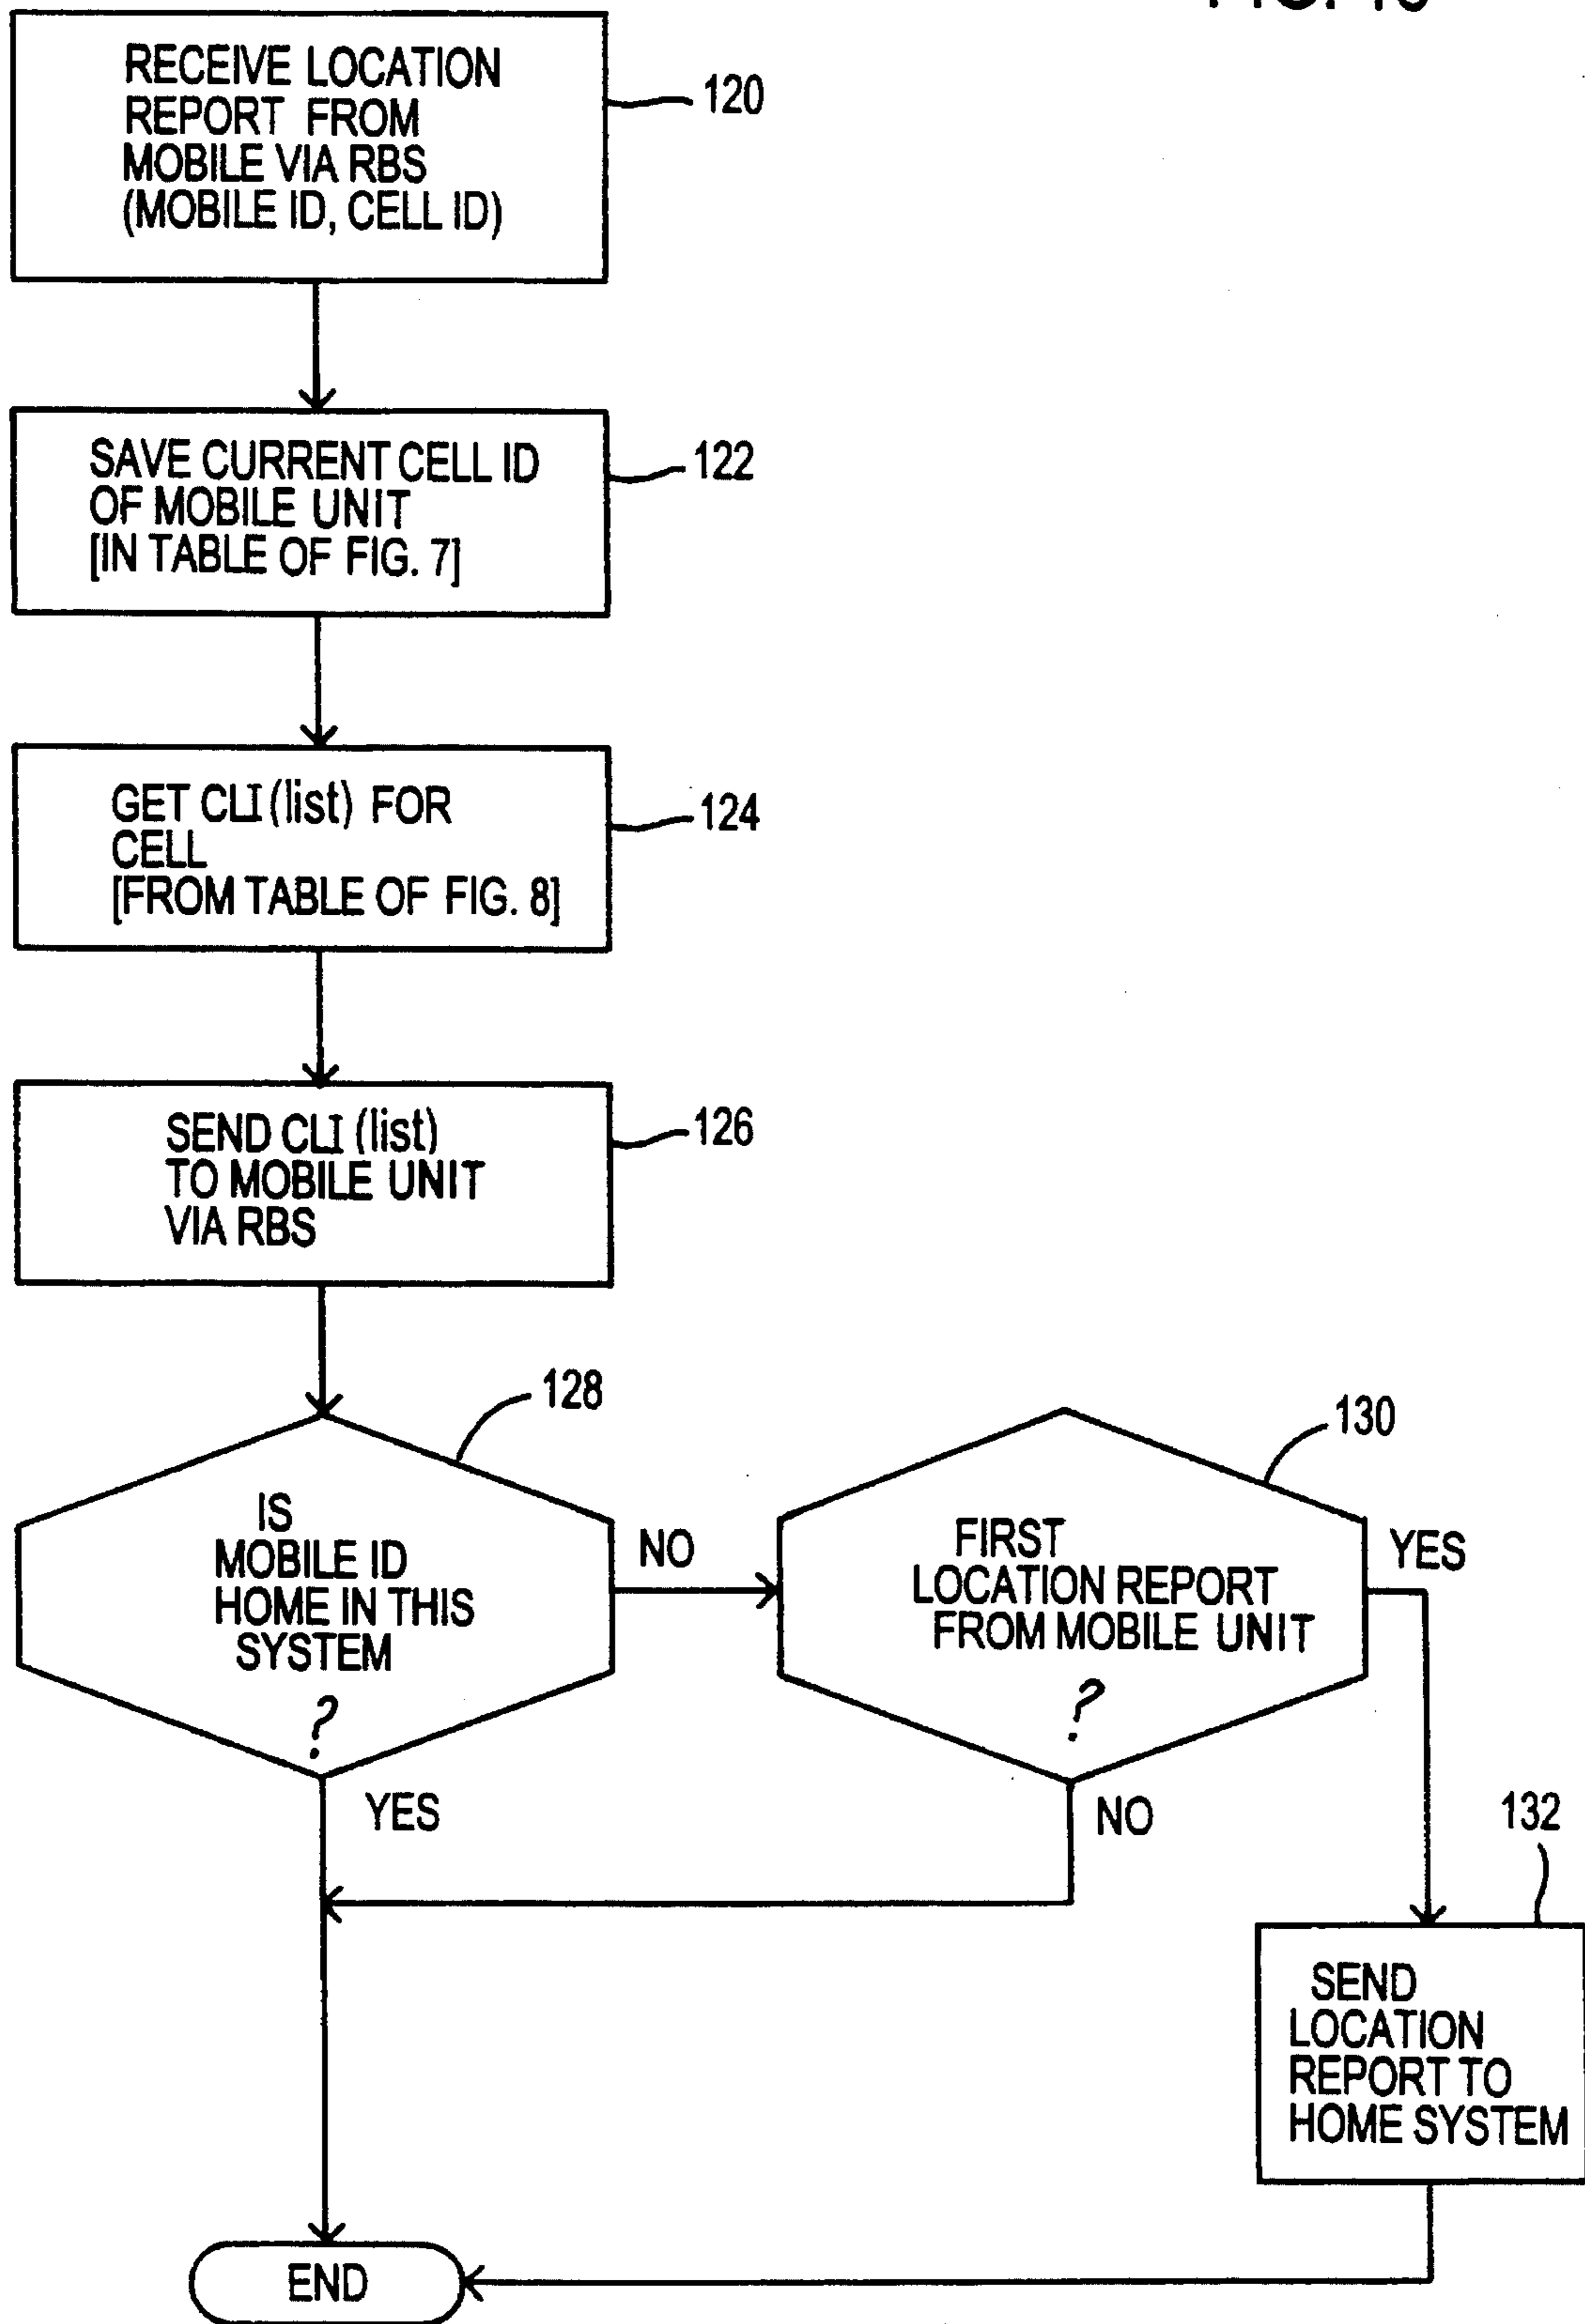 FIG.
RECEIVE LOCATION
REPORT FROM
MOBILE VIA RBS
(MOBILE ID, CELL ID)
120
SAVE CURRENT CELL ID
OF MOBILE UNIT
[IN TABLE OF FIG. 7]
122
GET CLI (list) FOR
CELL
[FROM TABLE OF FIG. 8]
124
SEND CLI (list)
TO MOBILE UNIT
VIA RBS
126
128
IS
MOBILE ID
HOME IN THIS
SYSTEM
?
NO
YES
130
FIRST
LOCATION REPORT
FROM MOBILE UNIT
?
YES
NO
132
SEND
LOCATION
REPORT TO
HOME SYSTEM
END